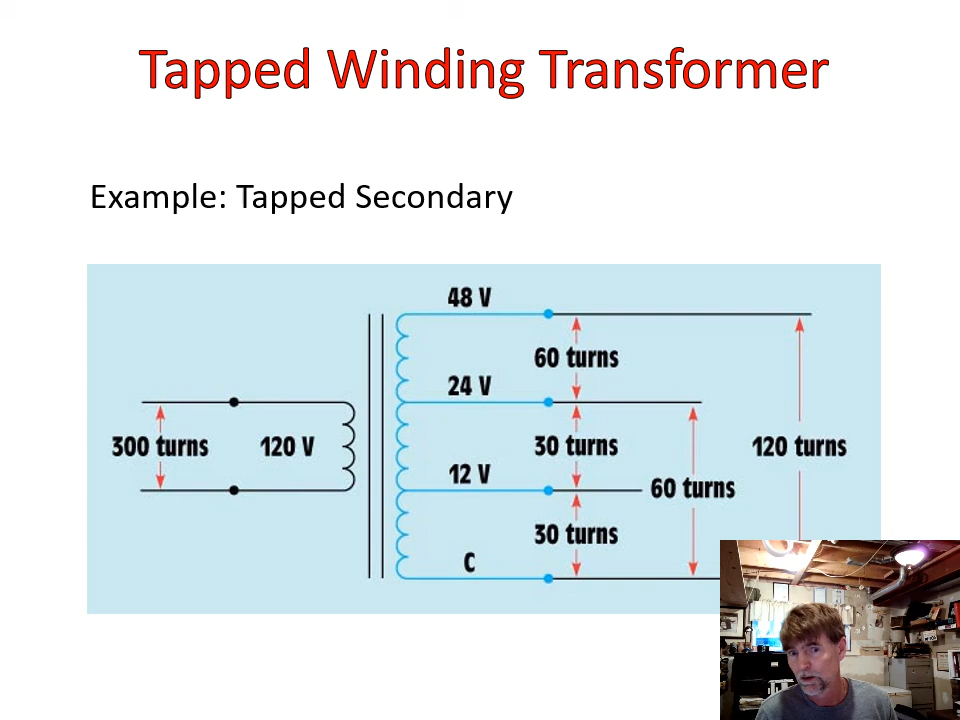 Tapped Winding Transformer
Example: Tapped Secondary
48 V
60 turns
24 V
300 turns
120 V
30 turns
120 turns
12 V
60 turns
30 turns
C